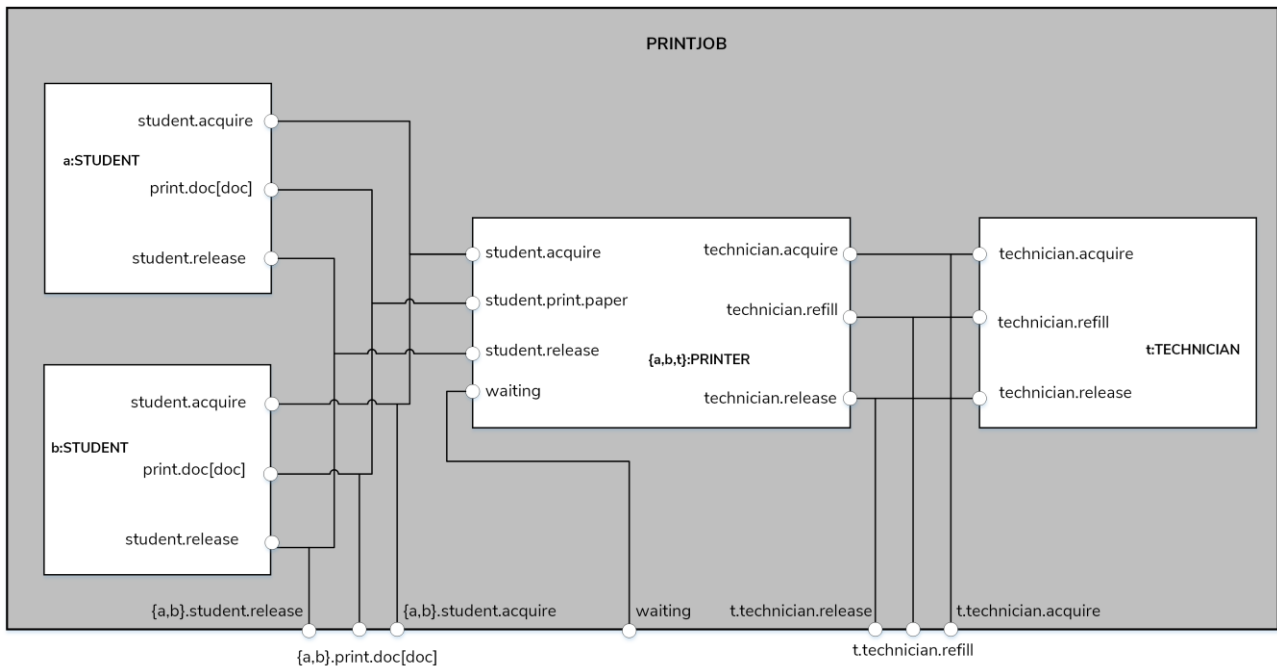 PRINTJOB
student.acquire
a:STUDENT
print.doc[doc]
student.release
student.acquire
student.print.paper
student.release
waiting
technician.acquire
technician.refill
{a,b,t}:PRINTER
technician.release
technician.acquire
technician.refill
t:TECHNICIAN
technician.release
student.acquire
b:STUDENT
print.doc[doc]
student.release
{a,b}.student.release
{a,b}.student.acquire
waiting
t.technician.release
t.technician.acquire
{a,b}.print.doc[doc]
t.technician.refill